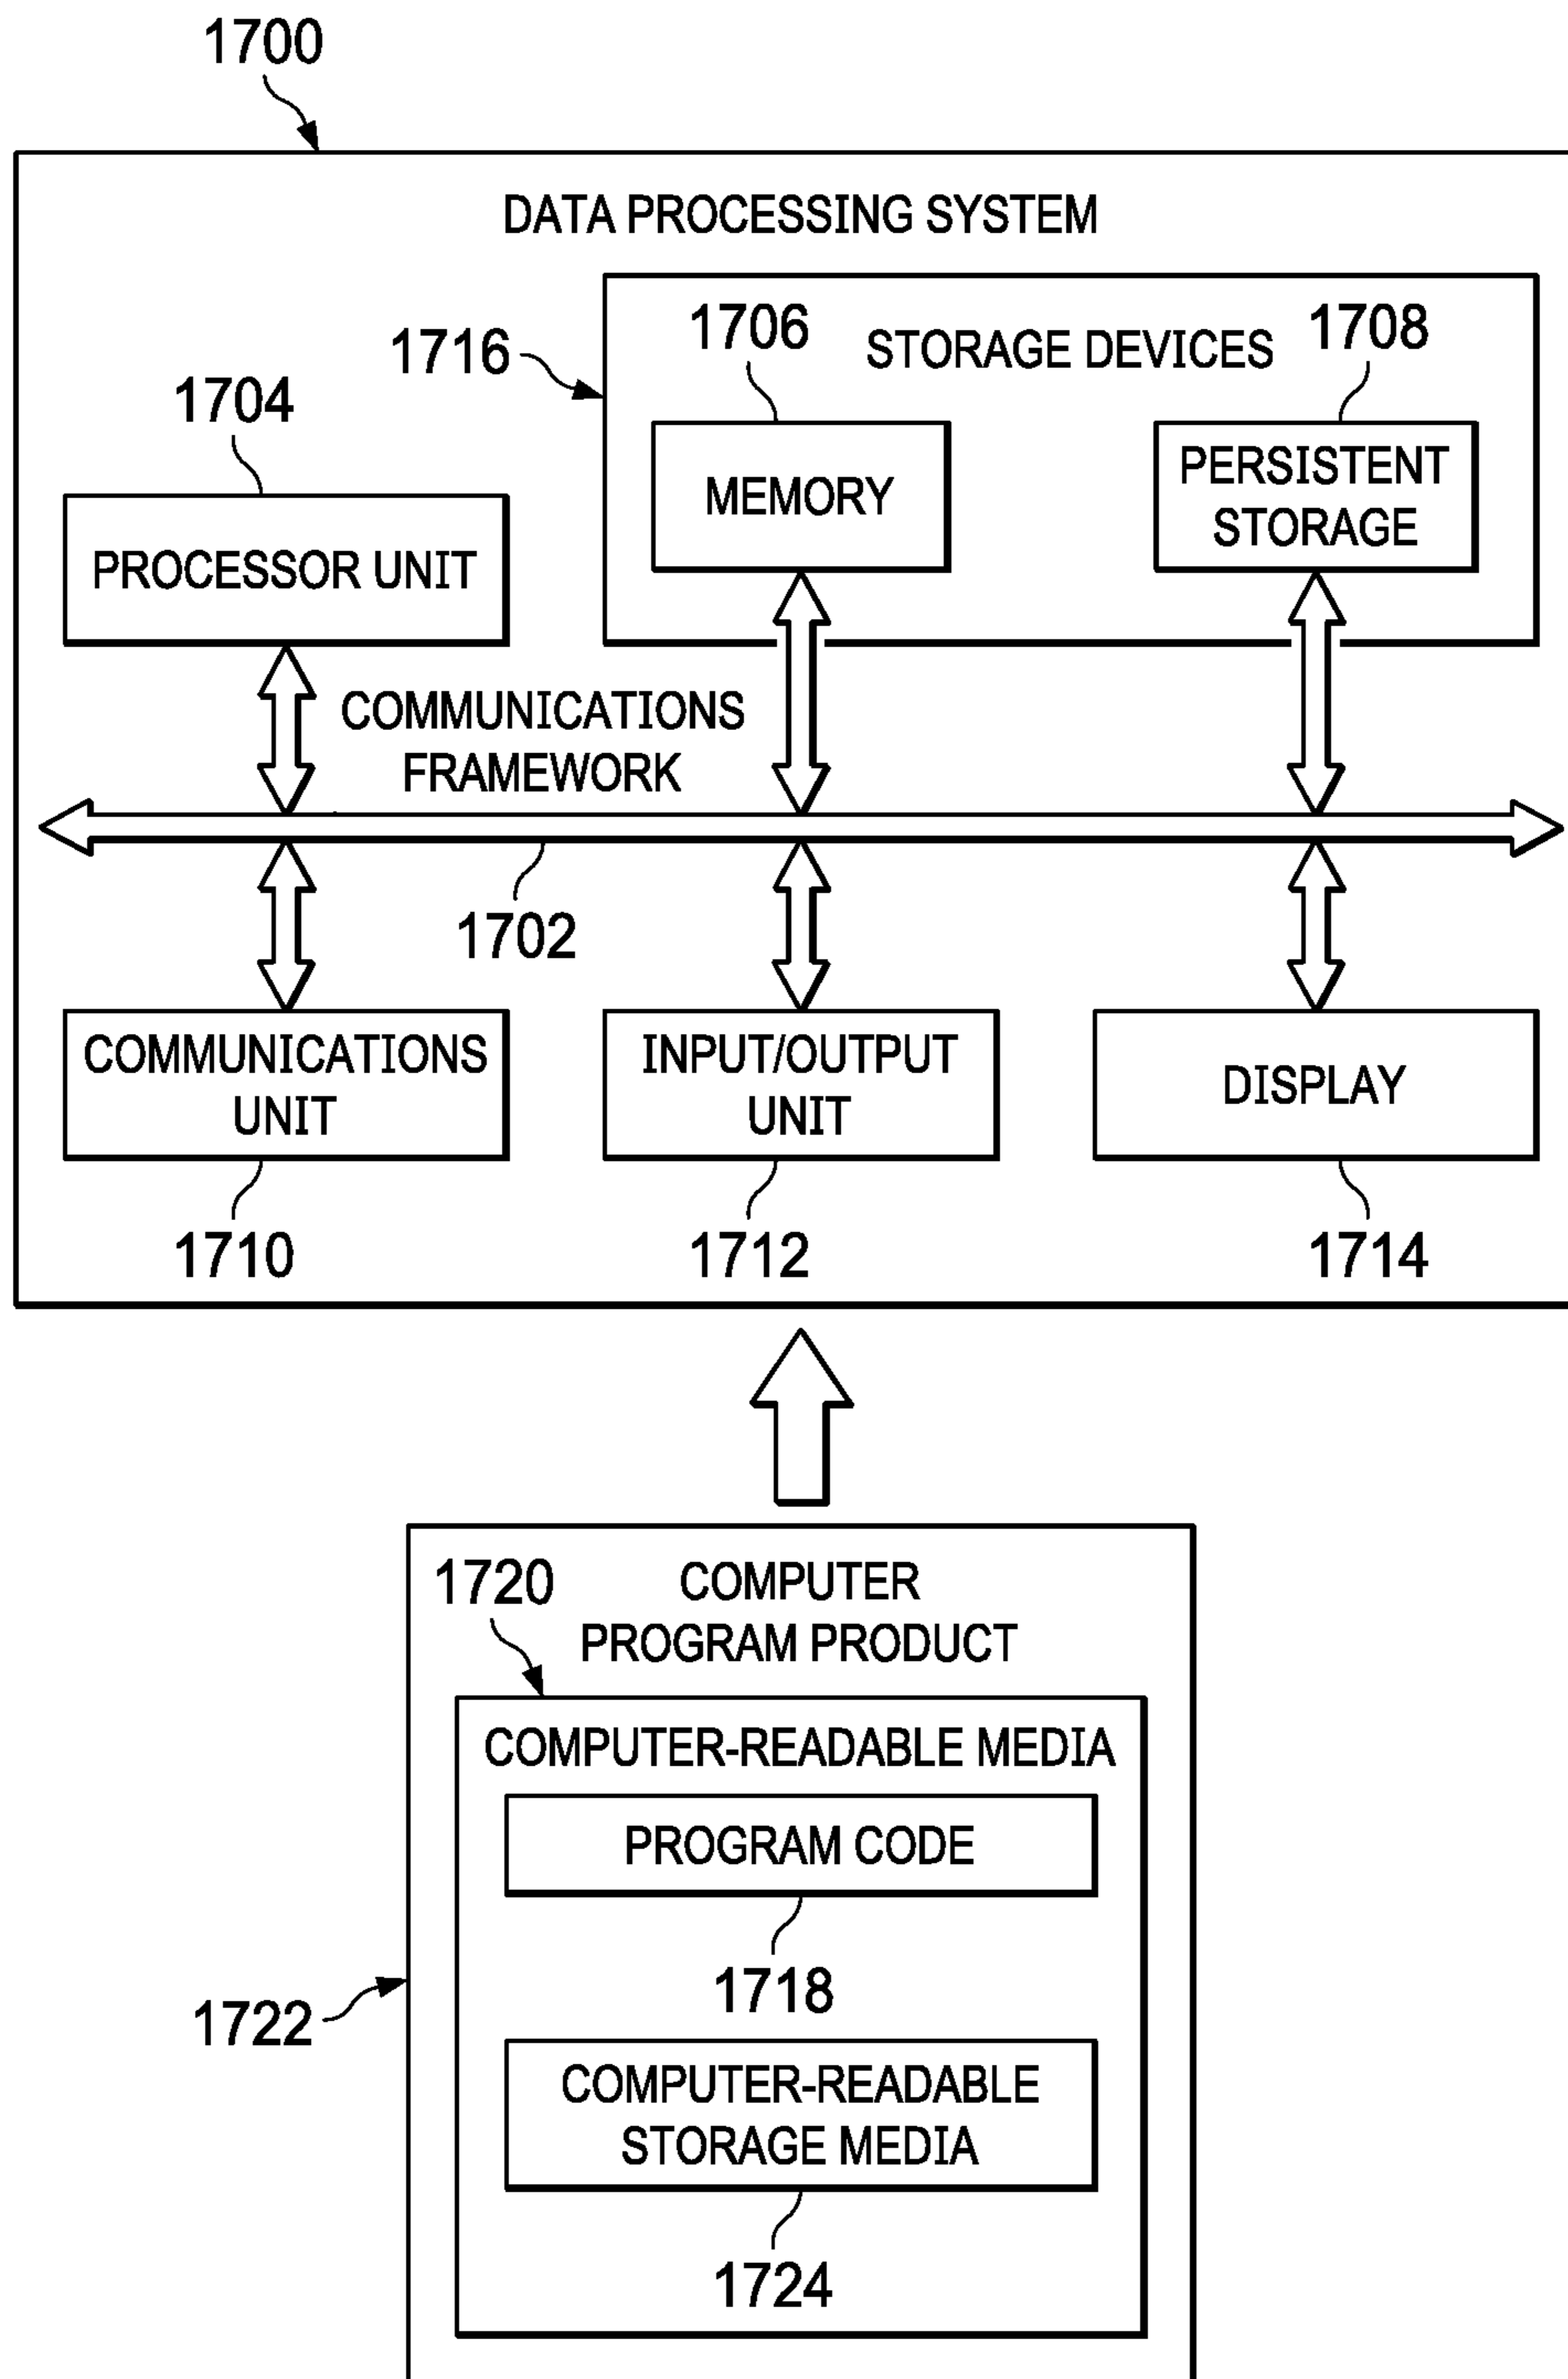 1700
DATA PROCESSING SYSTEM
1716
1706
STORAGE DEVICES
1708
1704
MEMORY
PERSISTENT
STORAGE
PROCESSOR UNIT
COMMUNICATIONS
FRAMEWORK
1702
COMMUNICATIONS
UNIT
INPUT/OUTPUT
UNIT
DISPLAY
1710
1712
1714
1720
COMPUTER
PROGRAM PRODUCT
COMPUTER-READABLE MEDIA
PROGRAM CODE
1718
1722
COMPUTER-READABLE
STORAGE MEDIA
1724